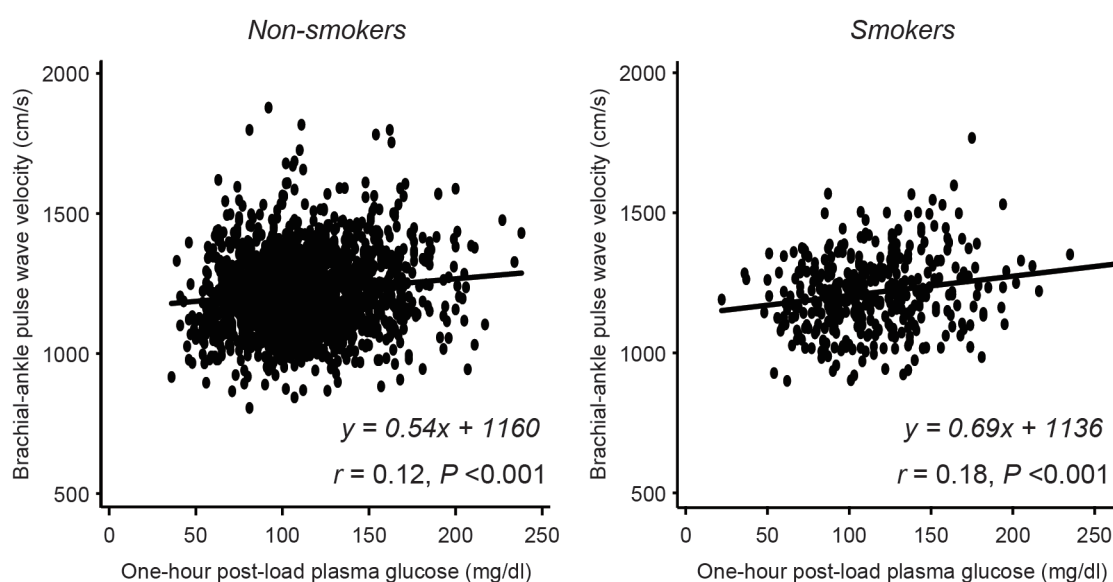 Non-smokers
Brachial-ankle pulse wave velocity (cm/s)
2000
1500
1000
500
y = 0.54x + 1160
r = 0.12, P <0.001
0 50 100 150 200 250
One-hour post-load plasma glucose (mg/dl)
Smokers
Brachial-ankle pulse wave velocity (cm/s)
2000
1500
1000
500
y = 0.69x + 1136
r = 0.18, P <0.001
0 50 100 150 200 250
One-hour post-load plasma glucose (mg/dl)